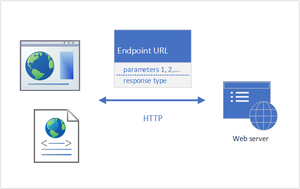 Endpoint URL
parameters 1, 2,...
response type
HTTP
Web server